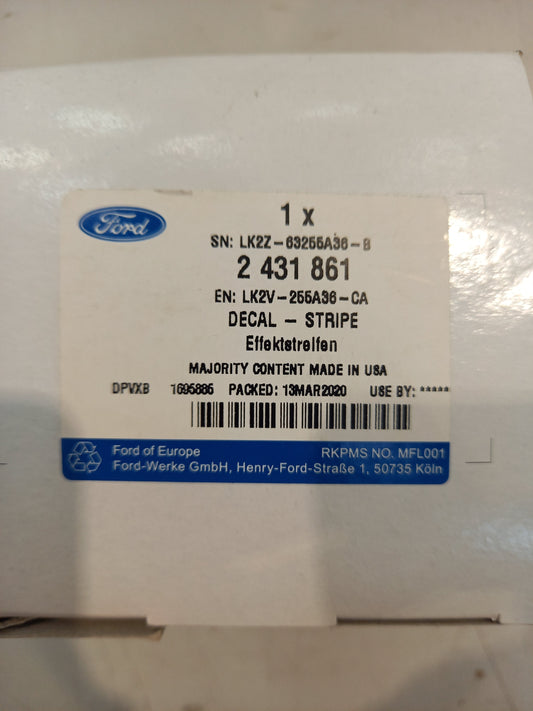 Ford
1 x
SN: LK2Z-63255A36-B
2 431 861
EN: LK2V-255A36-CA
DECAL - STRIPE
Effektstreifen
MAJORITY CONTENT MADE IN USA
DPVXB 1695886 PACKED: 13MAR2020 USE BY: *****
Ford of Europe RKPMS NO. MFL001
Ford-Werke GmbH, Henry-Ford-Straße 1, 50735 Köln